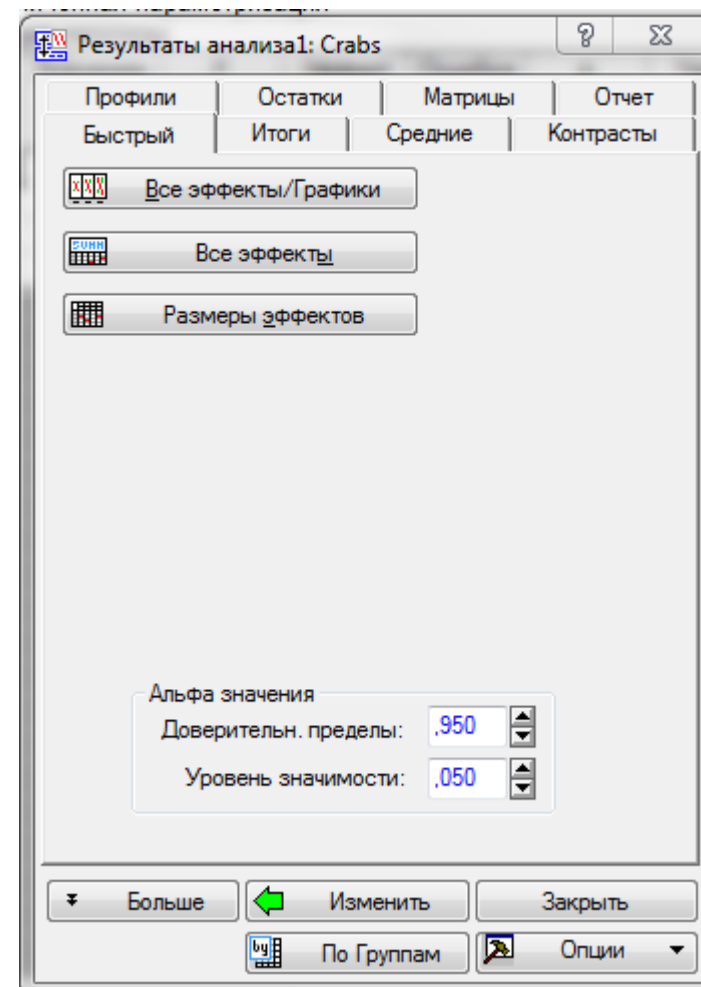 Результаты анализа1: Crabs
Профили Остатки Матрицы Отчет
Быстрый Итоги Средние Контрасты
Все эффекты/Графики
Все эффекты
Размеры эффектов
Альфа значения
Доверительн. пределы: ,950
Уровень значимости: ,050
Больше Изменить Закрыть
По Группам Опции